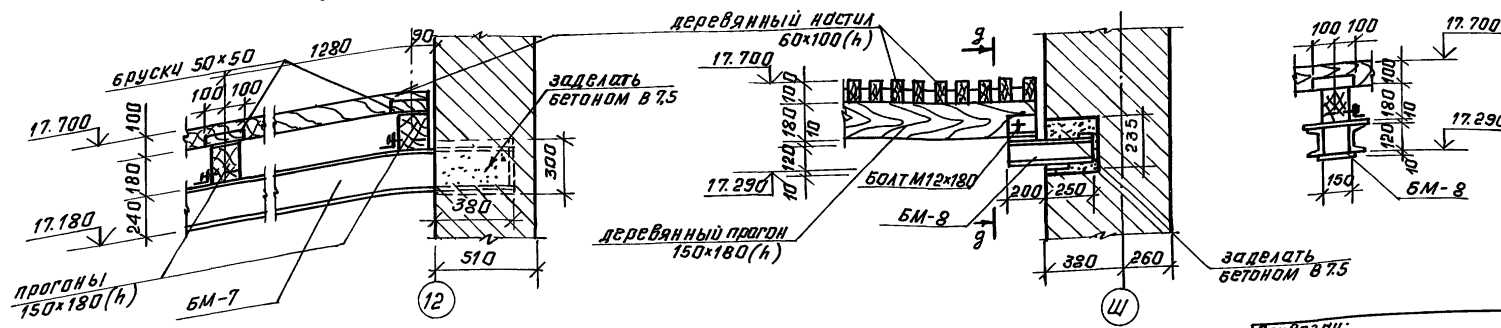 бруски 50×50
1280
90
100
100
17.700
100
180
240
17.180
прогоны
150×180(h)
БМ-7
заделать
бетоном В 7,5
300
380
510
12
деревянный настил
60×100(h)
17.700
100
180
10
120
10
17.290
деревянный прогон
150×180(h)
болт М12×180
БМ-8
д
д
200
250
235
380
260
Ш
заделать
бетоном В 7.5
100
100
17.700
100
180
10
120
10
17.290
150
БМ-8